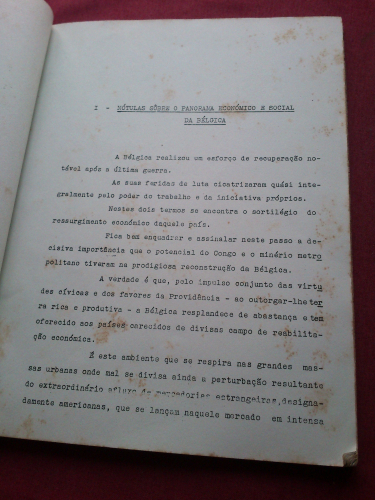 I - RÓTULAS SÔBRE O PANORAMA ECONÓMICO E SOCIAL
DA BÉLGICA
A Bélgica realizou um esforço de recuperação no-
tável após a última guerra.
As suas feridas de luta cicatrizaram quási inte-
gralmente pelo poder do trabalho e da iniciativa próprios.
Nestes dois termos se encontra o sortilégio do
ressurgimento económico daquele país.
Fica bem enquadrar e assinalar neste passo a de-
cisiva importância que o potencial do Congo e o minério metro
politano tiveram na prodigiosa reconstrução da Bélgica.
A verdade é que, pelo impulso conjunto das virtu
des cívicas e dos favores da Providência - ao outorgar-lhe ter
ra rica e produtiva - a Bélgica resplendece de abastança e tem
oferecido aos países carecidos de divisas campo de reabilita-
ção económica.
É este ambiente que se respira nas grandes mas-
sas urbanas onde mal se divisa ainda a perturbação resultante
do extraordinário afluxo de mercadorias estrangeiras, designa-
damente americanas, que se lançam naquele mercado em intensa